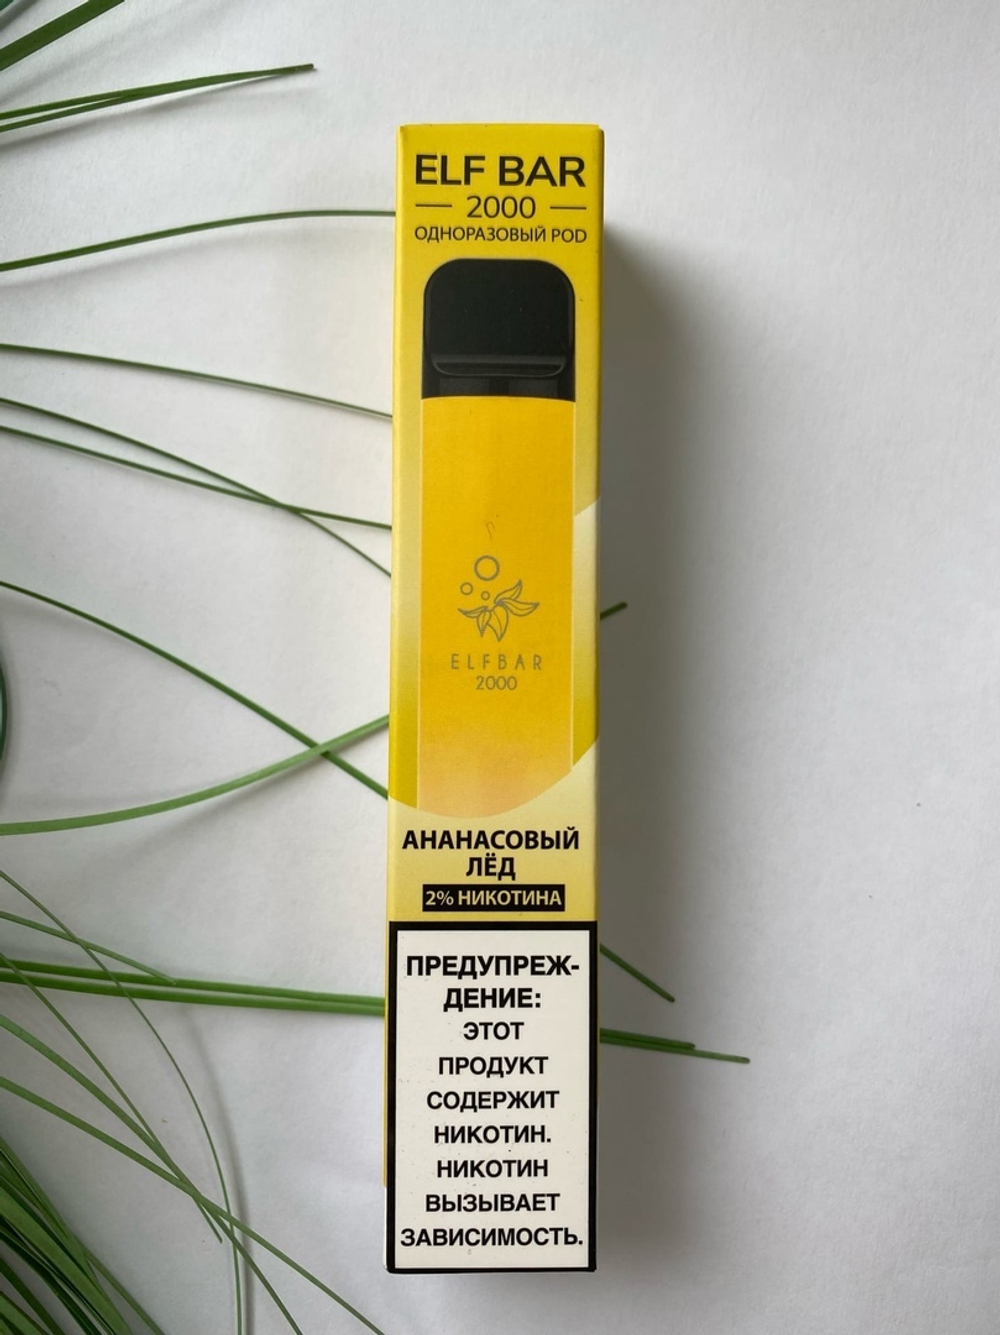 ELF BAR
2000
ОДНОРАЗОВЫЙ POD
ELFBAR
2000
АНАНАСОВЫЙ
ЛЁД
2% НИКОТИНА
ПРЕДУПРЕЖ-
ДЕНИЕ:
ЭТОТ
ПРОДУКТ
СОДЕРЖИТ
НИКОТИН.
НИКОТИН
ВЫЗЫВАЕТ
ЗАВИСИМОСТЬ.